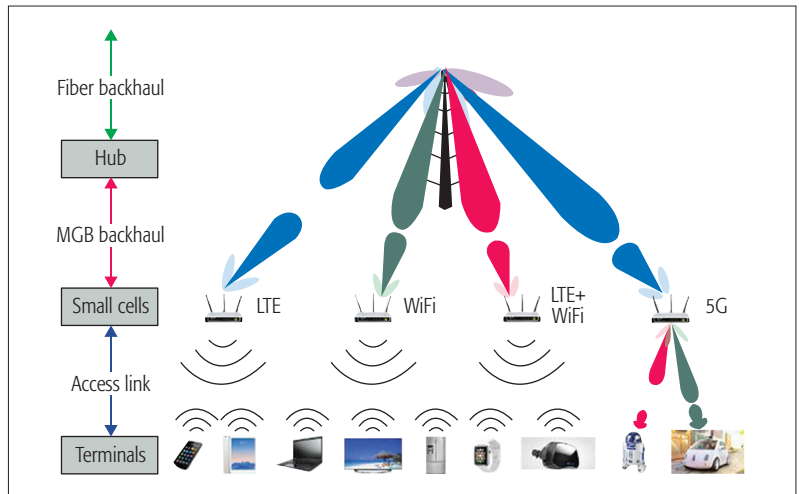 Fiber backhaul
Hub
MGB backhaul
Small cells
LTE
WiFi
LTE+
WiFi
5G
Access link
Terminals